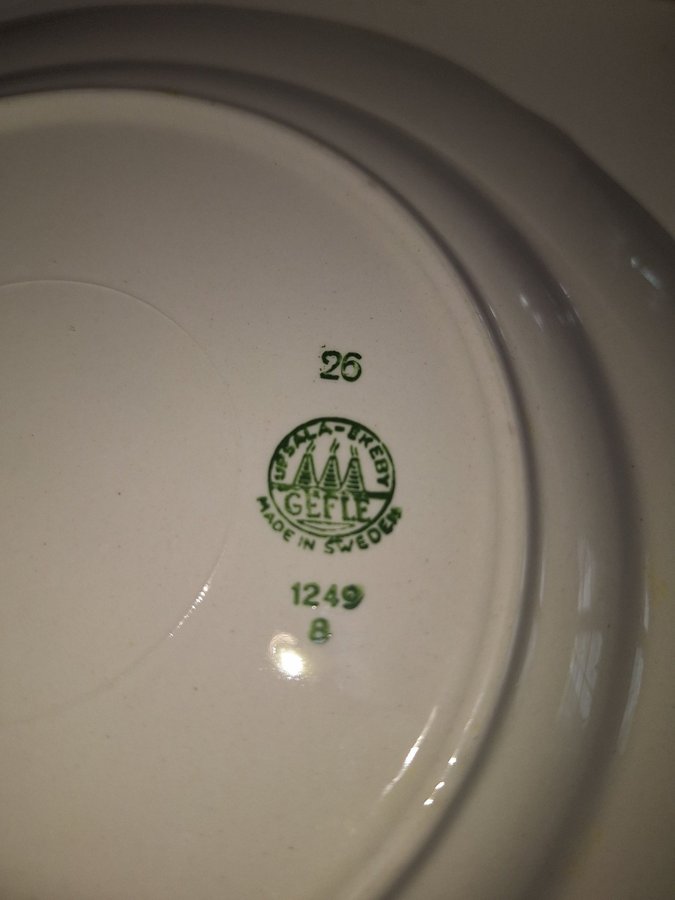 26
UPSALA-EKEBY
GEFLE
MADE IN SWEDEN
1249
8